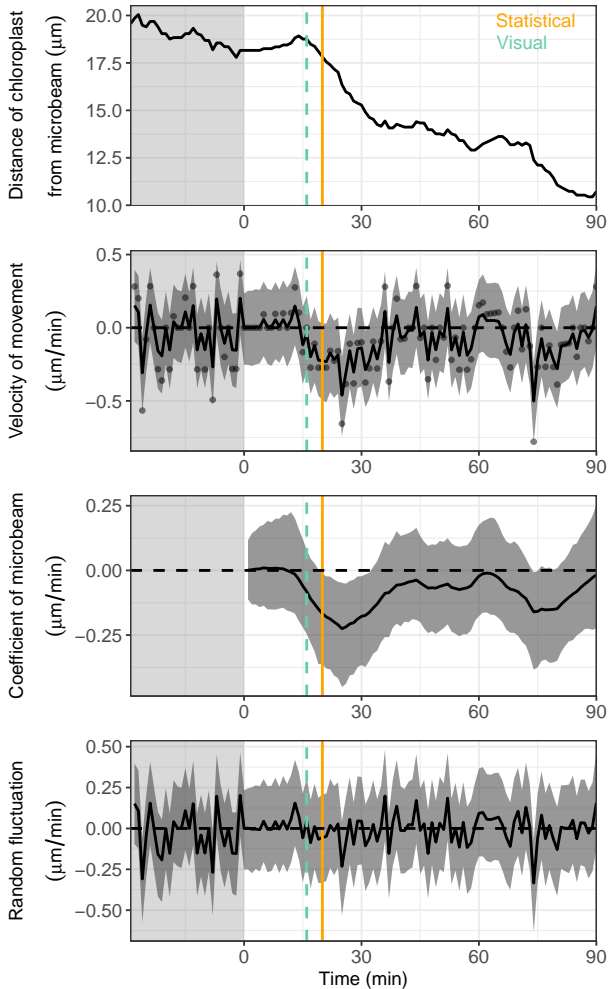 Distance of chloroplast
from microbeam (μm)
20.0
17.5
15.0
12.5
10.0
Statistical
Visual
0
30
60
90
Velocity of movement
(μm/min)
0.5
0.0
−0.5
0
30
60
90
Coefficient of microbeam
(μm/min)
0.25
0.00
−0.25
0
30
60
90
Random fluctuation
(μm/min)
0.50
0.25
0.00
−0.25
−0.50
0
30
60
90
Time (min)